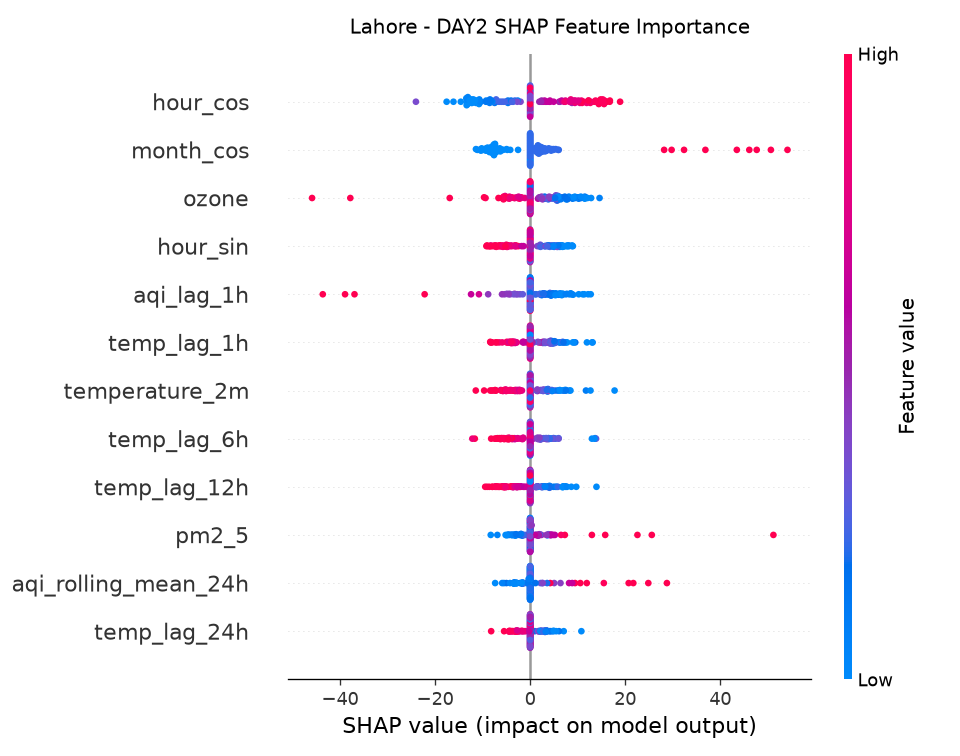 Lahore - DAY2 SHAP Feature Importance
High
hour_cos
month_cos
ozone
hour_sin
aqi_lag_1h
temp_lag_1h
temperature_2m
temp_lag_6h
temp_lag_12h
pm2_5
aqi_rolling_mean_24h
temp_lag_24h
Feature value
Low
−40 −20 0 20 40
SHAP value (impact on model output)